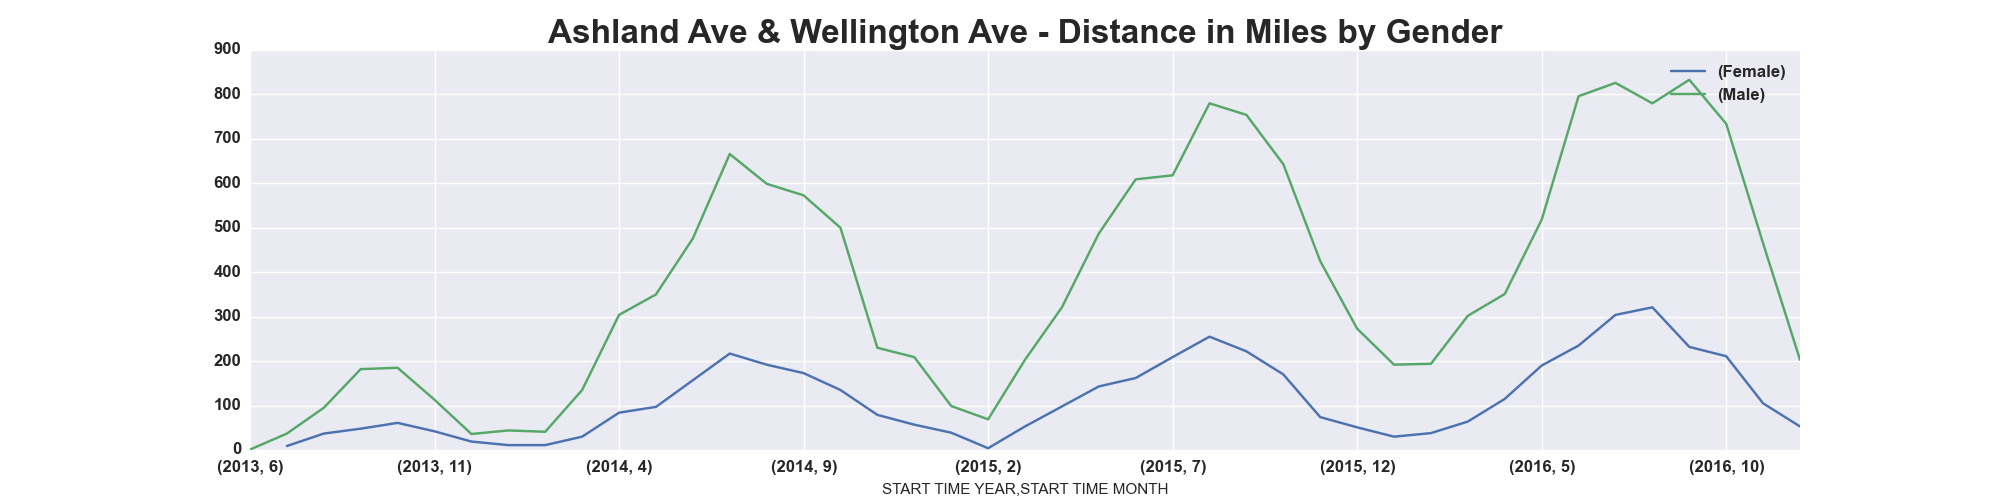 Ashland Ave & Wellington Ave - Distance in Miles by Gender
900
800
700
600
500
400
300
200
100
0
(Female)
(Male)
(2013, 6) (2013, 11) (2014, 4) (2014, 9) (2015, 2) (2015, 7) (2015, 12) (2016, 5) (2016, 10)
START TIME YEAR,START TIME MONTH